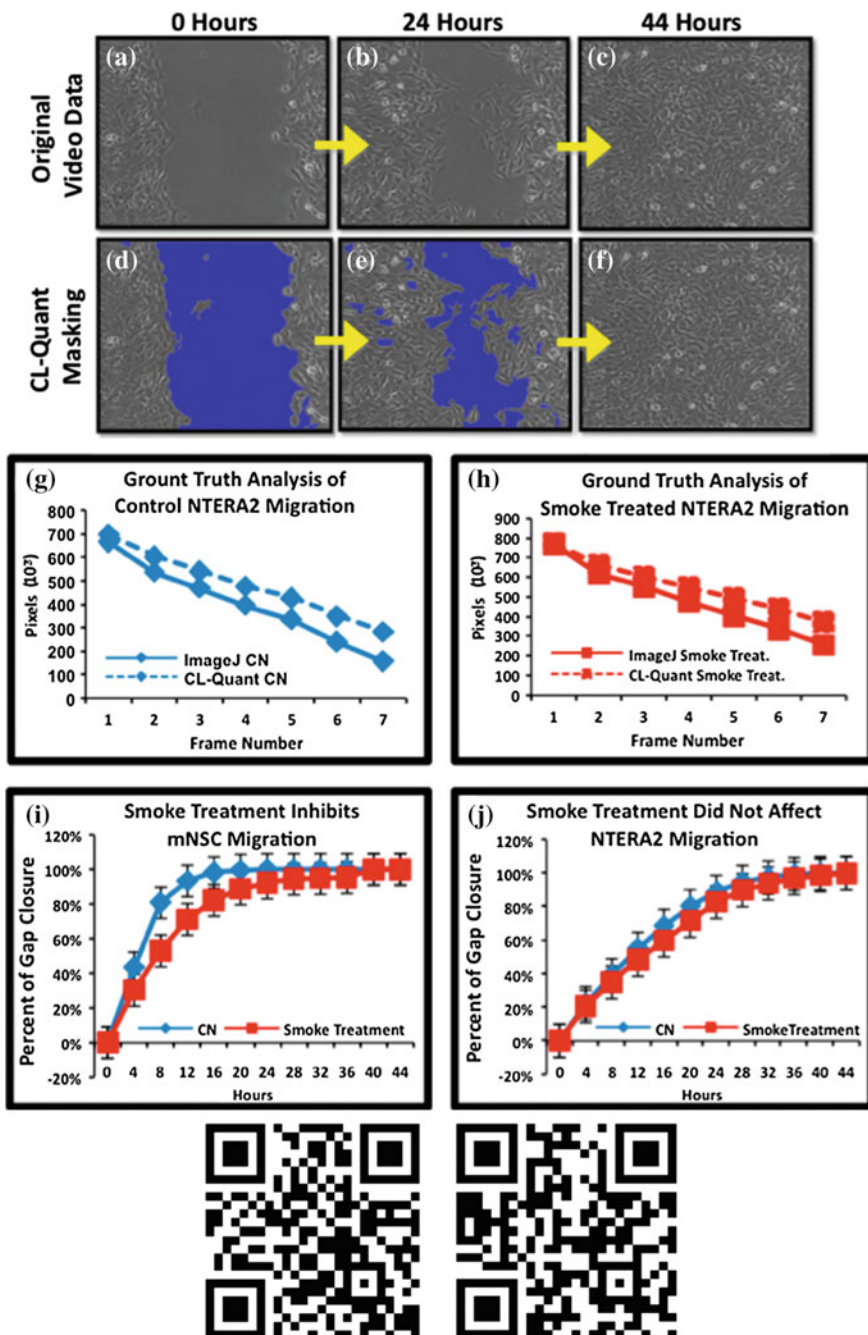 0 Hours 24 Hours 44 Hours
Original
Video Data
(a) (b) (c)
CL-Quant
Masking
(d) (e) (f)
(g) Grount Truth Analysis of
Control NTERA2 Migration
800
700
600
500
400
300
200
100
0
Pixels (10²)
ImageJ CN
CL-Quant CN
1 2 3 4 5 6 7
Frame Number
(h) Ground Truth Analysis of
Smoke Treated NTERA2 Migration
900
800
700
600
500
400
300
200
100
0
Pixels (10²)
ImageJ Smoke Treat.
CL-Quant Smoke Treat.
1 2 3 4 5 6 7
Frame Number
(i) Smoke Treatment Inhibits
mNSC Migration
120%
100%
80%
60%
40%
20%
0%
-20%
Percent of Gap Closure
CN Smoke Treatment
0 4 8 12 16 20 24 28 32 36 40 44
Hours
(j) Smoke Treatment Did Not Affect
NTERA2 Migration
120%
100%
80%
60%
40%
20%
0%
-20%
Percent of Gap Closure
CN SmokeTreatment
0 4 8 12 16 20 24 28 32 36 40 44
Hours